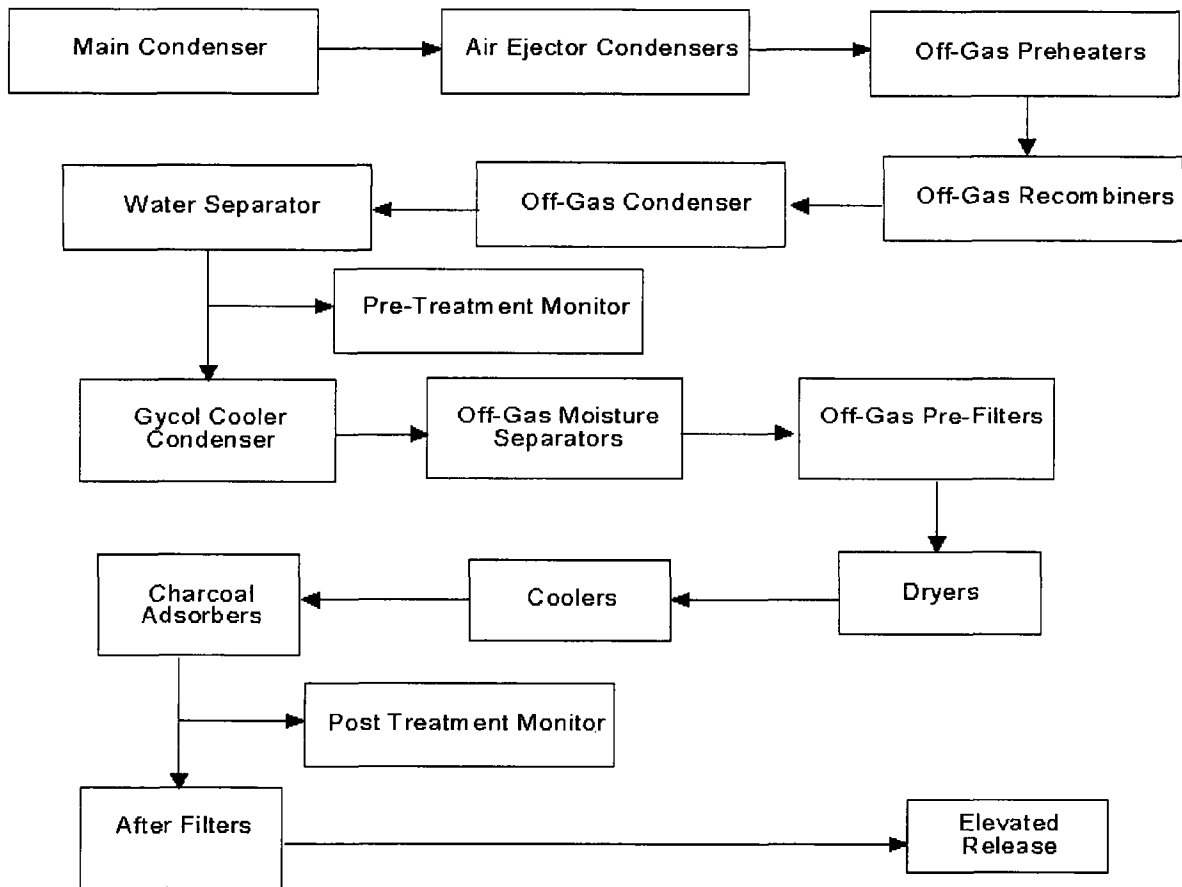 Main Condenser
Air Ejector Condensers
Off-Gas Preheaters
Water Separator
Off-Gas Condenser
Off-Gas Recombiners
Pre-Treatment Monitor
Gycol Cooler
Condenser
Off-Gas Moisture
Separators
Off-Gas Pre-Filters
Charcoal
Adsorbers
Coolers
Dryers
Post Treatment Monitor
After Filters
Elevated
Release